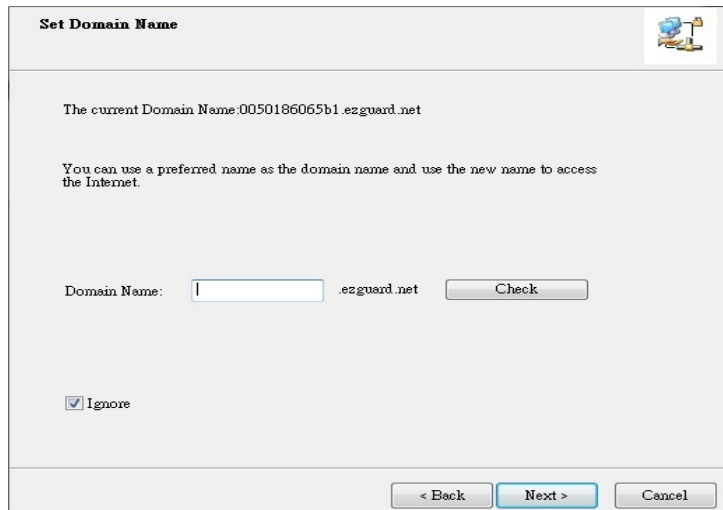 Set Domain Name
The current Domain Name:0050186065b1.ezguard.net
You can use a preferred name as the domain name and use the new name to access
the Internet.
Domain Name: .ezguard.net Check
Ignore
< Back Next > Cancel